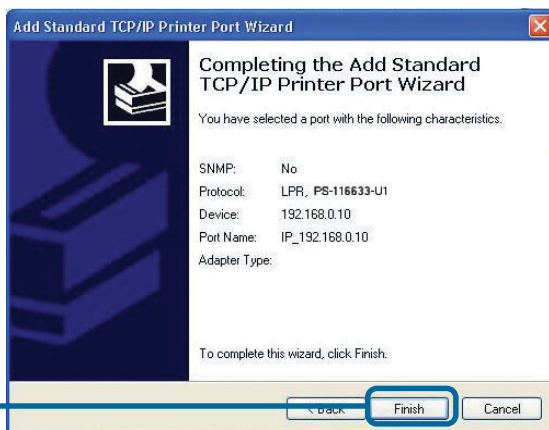 Add Standard TCP/IP Printer Port Wizard
Completing the Add Standard
TCP/IP Printer Port Wizard
You have selected a port with the following characteristics.
SNMP: No
Protocol: LPR, PS-116633-U1
Device: 192.168.0.10
Port Name: IP_192.168.0.10
Adapter Type:
To complete this wizard, click Finish.
< Back Finish Cancel